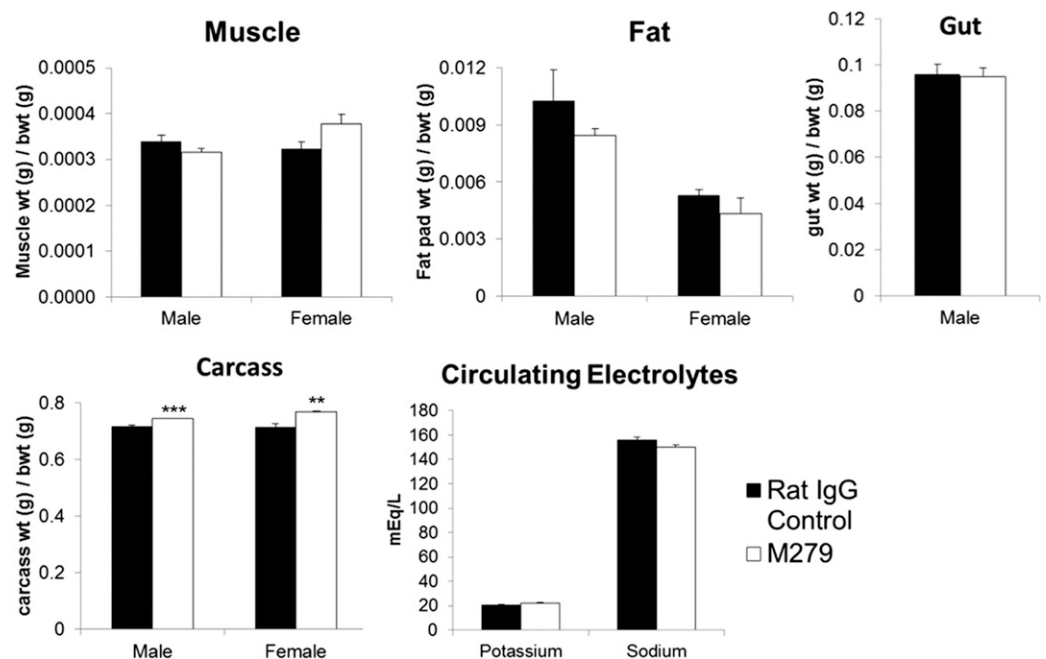 Muscle
Muscle wt (g) / bwt (g)
0.0005
0.0004
0.0003
0.0002
0.0001
0.0000
Male Female
Fat
Fat pad wt (g) / bwt (g)
0.012
0.009
0.006
0.003
0
Male Female
Gut
gut wt (g) / bwt (g)
0.12
0.1
0.08
0.06
0.04
0.02
0
Male
Carcass
carcass wt (g) / bwt (g)
0.8
0.6
0.4
0.2
0
*** **
Male Female
Circulating Electrolytes
mEq/L
180
160
140
120
100
80
60
40
20
0
Potassium Sodium
Rat IgG
Control
M279